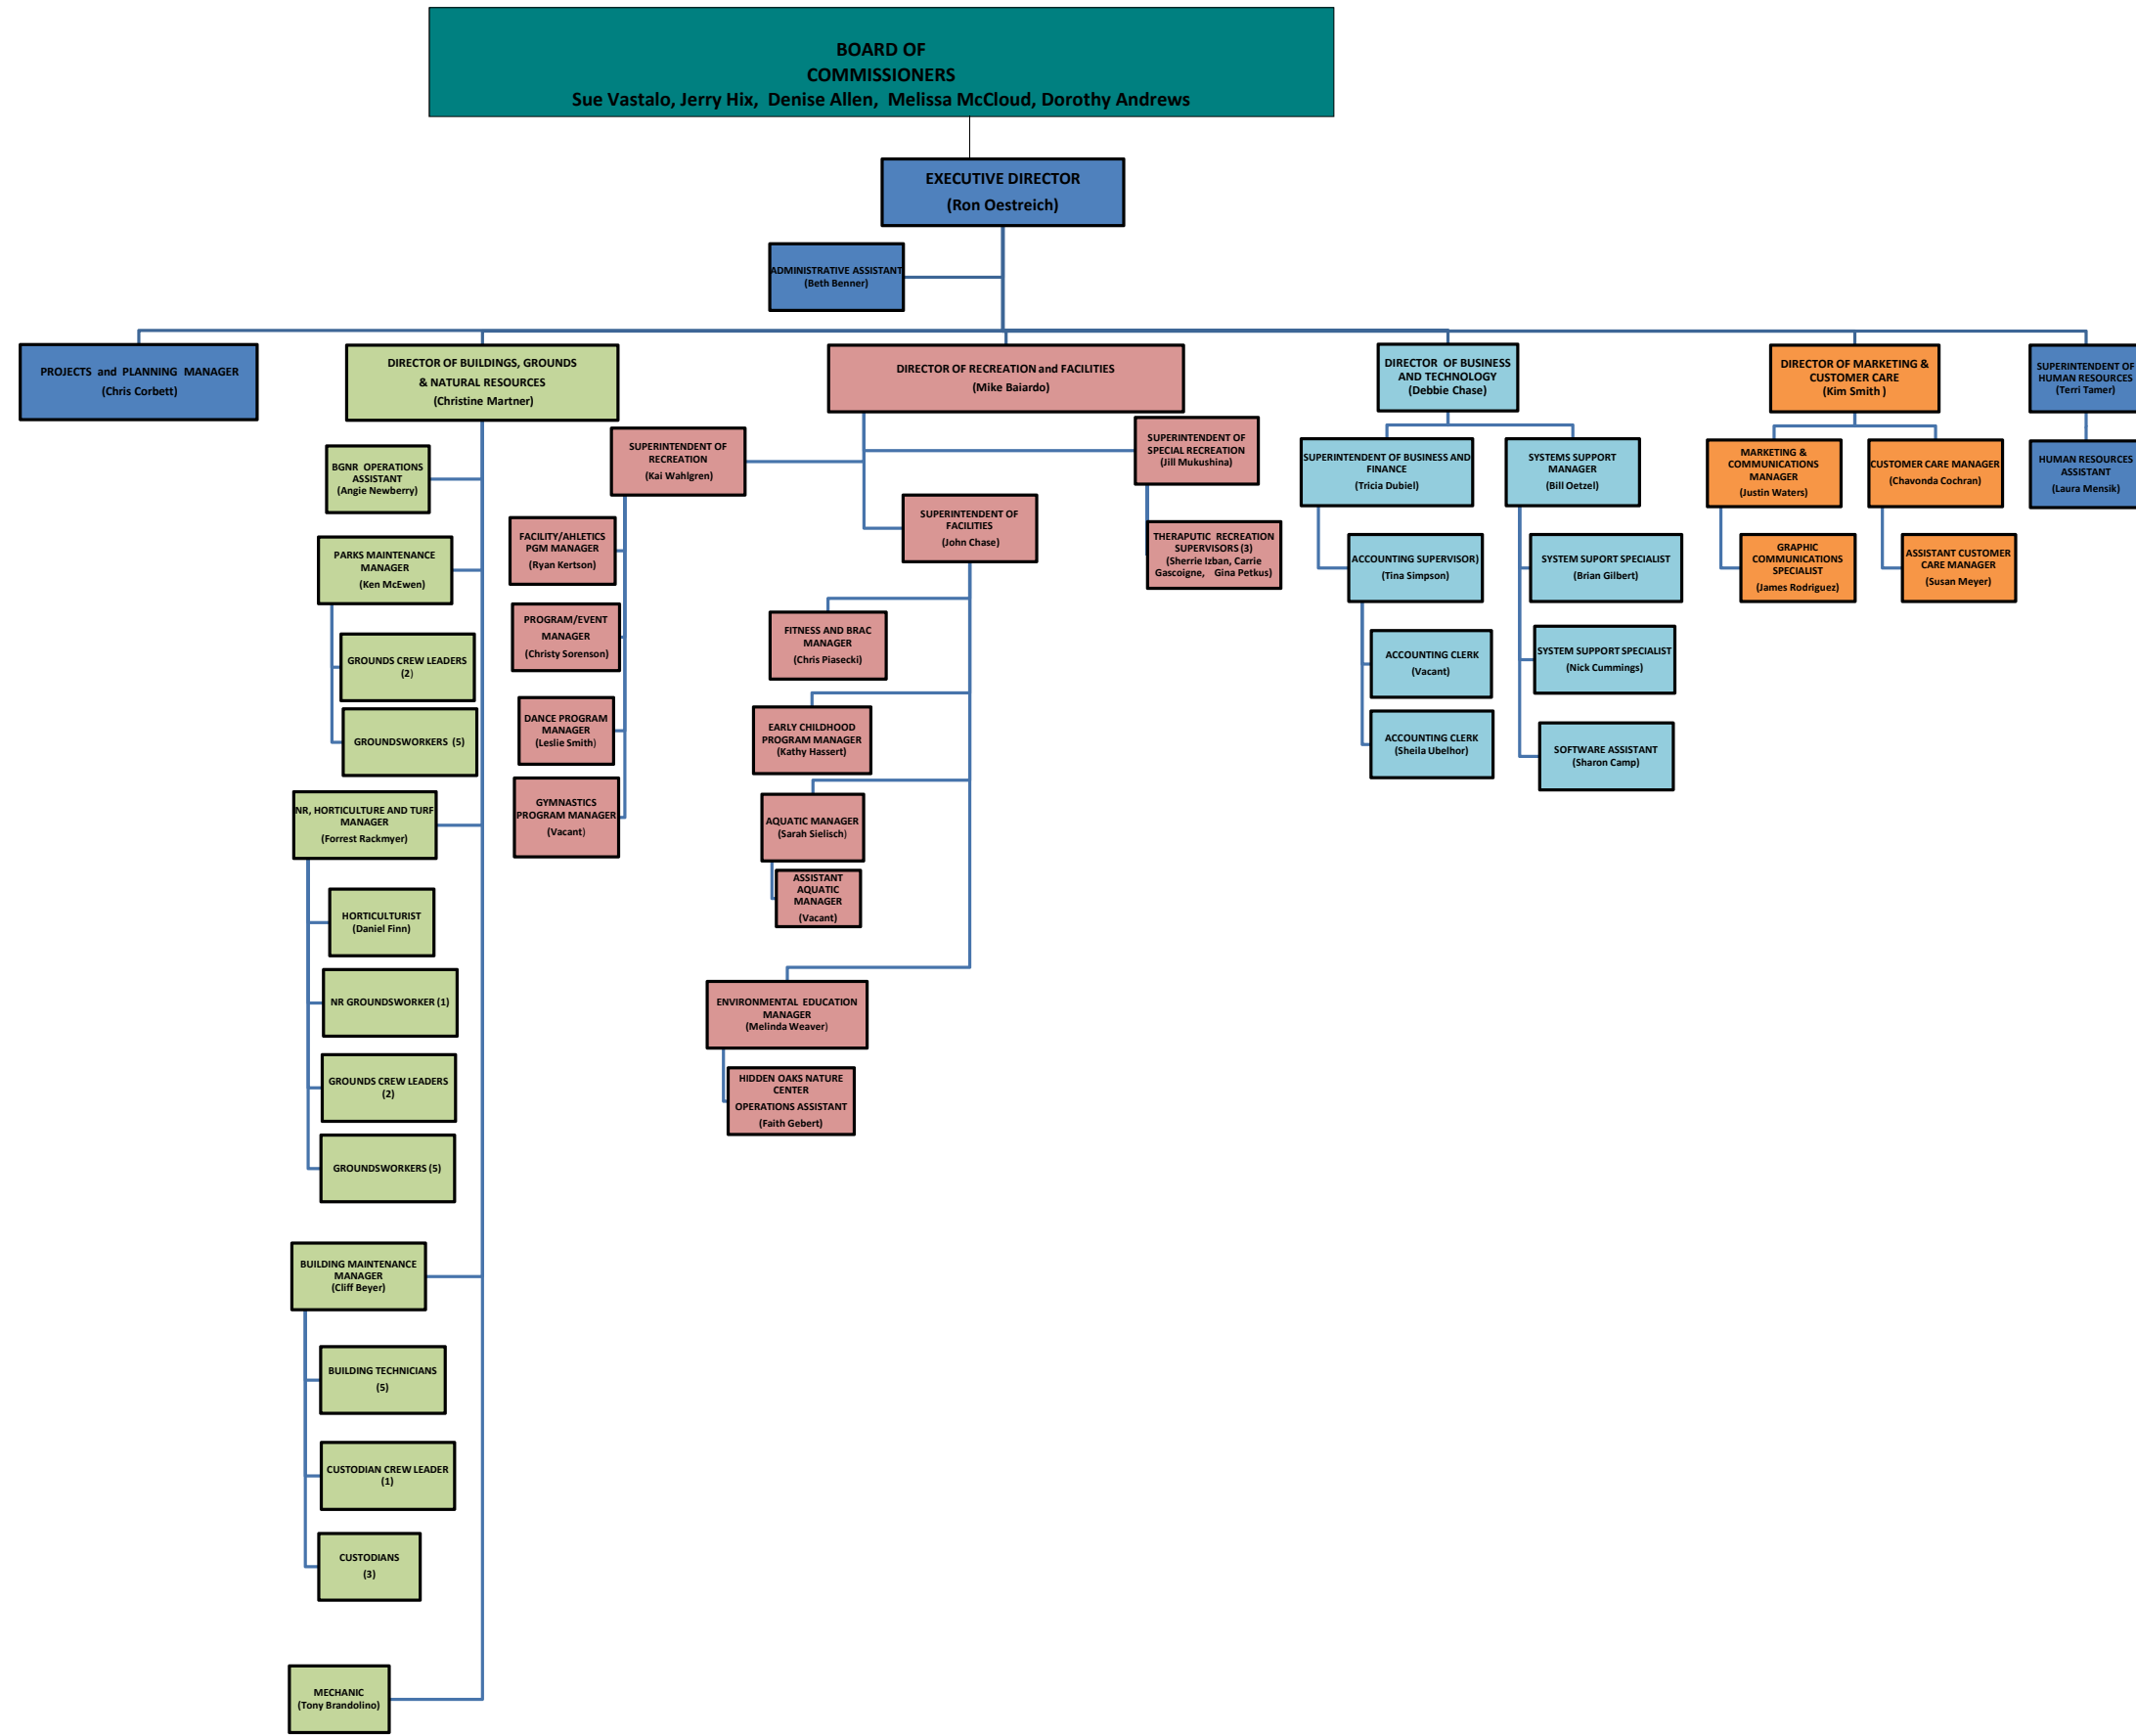 BOARD OF
COMMISSIONERS
Sue Vastalo, Jerry Hix, Denise Allen, Melissa McCloud, Dorothy Andrews
EXECUTIVE DIRECTOR
(Ron Oestreich)
ADMINISTRATIVE ASSISTANT
(Beth Benner)
PROJECTS and PLANNING MANAGER
(Chris Corbett)
DIRECTOR OF BUILDINGS, GROUNDS
& NATURAL RESOURCES
(Christine Martner)
BGNR OPERATIONS
ASSISTANT
(Angie Newberry)
PARKS MAINTENANCE
MANAGER
(Ken McEwen)
GROUNDS CREW LEADERS
(2)
GROUNDSWORKERS (5)
NR, HORTICULTURE AND TURF
MANAGER
(Forrest Rackmyer)
HORTICULTURIST
(Daniel Finn)
NR GROUNDSWORKER (1)
GROUNDS CREW LEADERS
(2)
GROUNDSWORKERS (5)
BUILDING MAINTENANCE
MANAGER
(Cliff Beyer)
BUILDING TECHNICIANS
(5)
CUSTODIAN CREW LEADER
(1)
CUSTODIANS
(3)
MECHANIC
(Tony Brandolino)
DIRECTOR OF RECREATION and FACILITIES
(Mike Baiardo)
SUPERINTENDENT OF
RECREATION
(Kai Wahlgren)
FACILITY/AHLETICS
PGM MANAGER
(Ryan Kertson)
PROGRAM/EVENT
MANAGER
(Christy Sorenson)
DANCE PROGRAM
MANAGER
(Leslie Smith)
GYMNASTICS
PROGRAM MANAGER
(Vacant)
SUPERINTENDENT OF
FACILITIES
(John Chase)
FITNESS AND BRAC
MANAGER
(Chris Piasecki)
EARLY CHILDHOOD
PROGRAM MANAGER
(Kathy Hassert)
AQUATIC MANAGER
(Sarah Sielisch)
ASSISTANT
AQUATIC
MANAGER
(Vacant)
ENVIRONMENTAL EDUCATION
MANAGER
(Melinda Weaver)
HIDDEN OAKS NATURE
CENTER
OPERATIONS ASSISTANT
(Faith Gebert)
SUPERINTENDENT OF
SPECIAL RECREATION
(Jill Mukushina)
THERAPUTIC RECREATION
SUPERVISORS (3)
(Sherrie Izban, Carrie
Gascoigne, Gina Petkus)
DIRECTOR OF BUSINESS
AND TECHNOLOGY
(Debbie Chase)
SUPERINTENDENT OF BUSINESS AND
FINANCE
(Tricia Dubiel)
ACCOUNTING SUPERVISOR)
(Tina Simpson)
ACCOUNTING CLERK
(Vacant)
ACCOUNTING CLERK
(Sheila Ubelhor)
SYSTEMS SUPPORT
MANAGER
(Bill Oetzel)
SYSTEM SUPORT SPECIALIST
(Brian Gilbert)
SYSTEM SUPPORT SPECIALIST
(Nick Cummings)
SOFTWARE ASSISTANT
(Sharon Camp)
DIRECTOR OF MARKETING &
CUSTOMER CARE
(Kim Smith )
MARKETING &
COMMUNICATIONS
MANAGER
(Justin Waters)
GRAPHIC
COMMUNICATIONS
SPECIALIST
(James Rodriguez)
CUSTOMER CARE MANAGER
(Chavonda Cochran)
ASSISTANT CUSTOMER
CARE MANAGER
(Susan Meyer)
SUPERINTENDENT OF
HUMAN RESOURCES
(Terri Tamer)
HUMAN RESOURCES
ASSISTANT
(Laura Mensik)